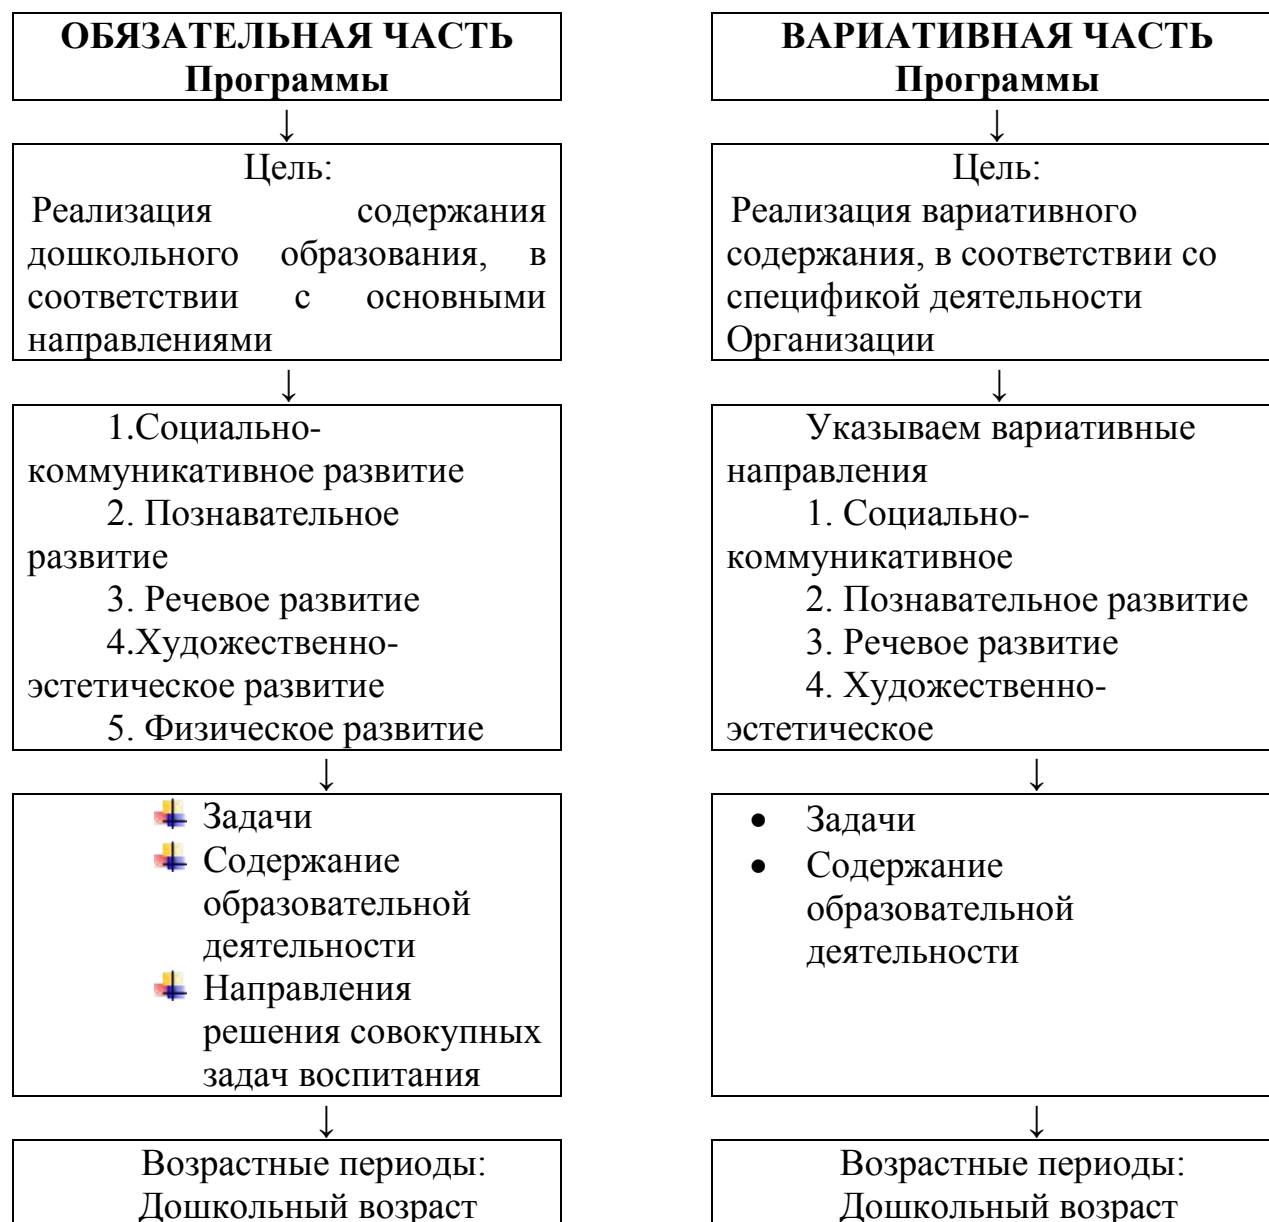 ОБЯЗАТЕЛЬНАЯ ЧАСТЬ
Программы
↓
Цель:
Реализация содержания
дошкольного образования, в
соответствии с основными
направлениями
↓
1.Социально-
коммуникативное развитие
2. Познавательное
развитие
3. Речевое развитие
4.Художественно-
эстетическое развитие
5. Физическое развитие
↓
Задачи
Содержание
образовательной
деятельности
Направления
решения совокупных
задач воспитания
↓
Возрастные периоды:
Дошкольный возраст
ВАРИАТИВНАЯ ЧАСТЬ
Программы
↓
Цель:
Реализация вариативного
содержания, в соответствии со
спецификой деятельности
Организации
↓
Указываем вариативные
направления
1. Социально-
коммуникативное
2. Познавательное развитие
3. Речевое развитие
4. Художественно-
эстетическое
↓
• Задачи
• Содержание
образовательной
деятельности
↓
Возрастные периоды:
Дошкольный возраст